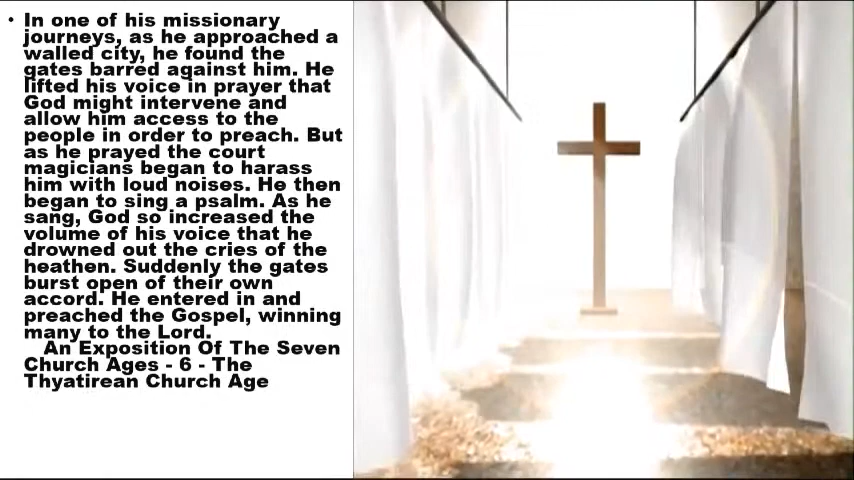 • In one of his missionary
journeys, as he approached a
walled city, he found the
gates barred against him. He
lifted his voice in prayer that
God might intervene and
allow him access to the
people in order to preach. But
as he prayed the court
magicians began to harass
him with loud noises. He then
began to sing a psalm. As he
sang, God so increased the
volume of his voice that he
drowned out the cries of the
heathen. Suddenly the gates
burst open of their own
accord. He entered in and
preached the Gospel, winning
many to the Lord.
An Exposition Of The Seven
Church Ages - 6 - The
Thyatirean Church Age